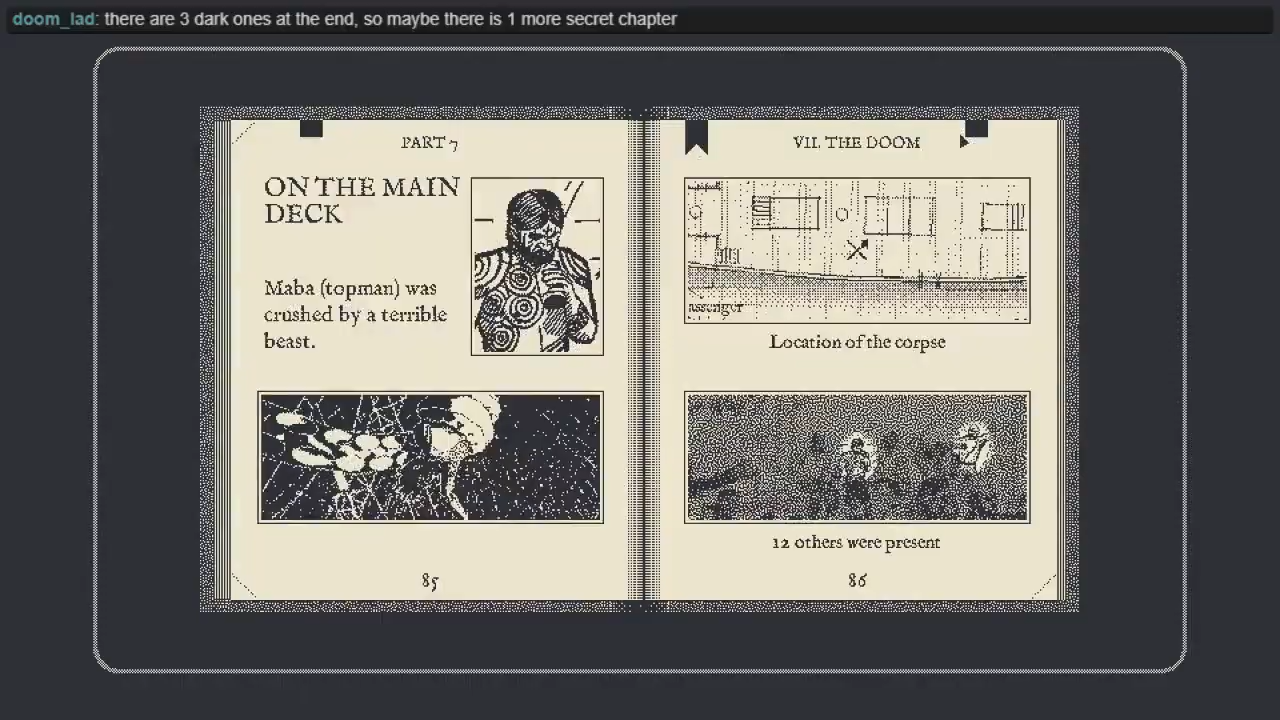 doom_lad: there are 3 dark ones at the end, so maybe there is 1 more secret chapter
PART 7
ON THE MAIN
DECK
Maba (topman) was
crushed by a terrible
beast.
85
VII. THE DOOM
assenger
Location of the corpse
12 others were present
86